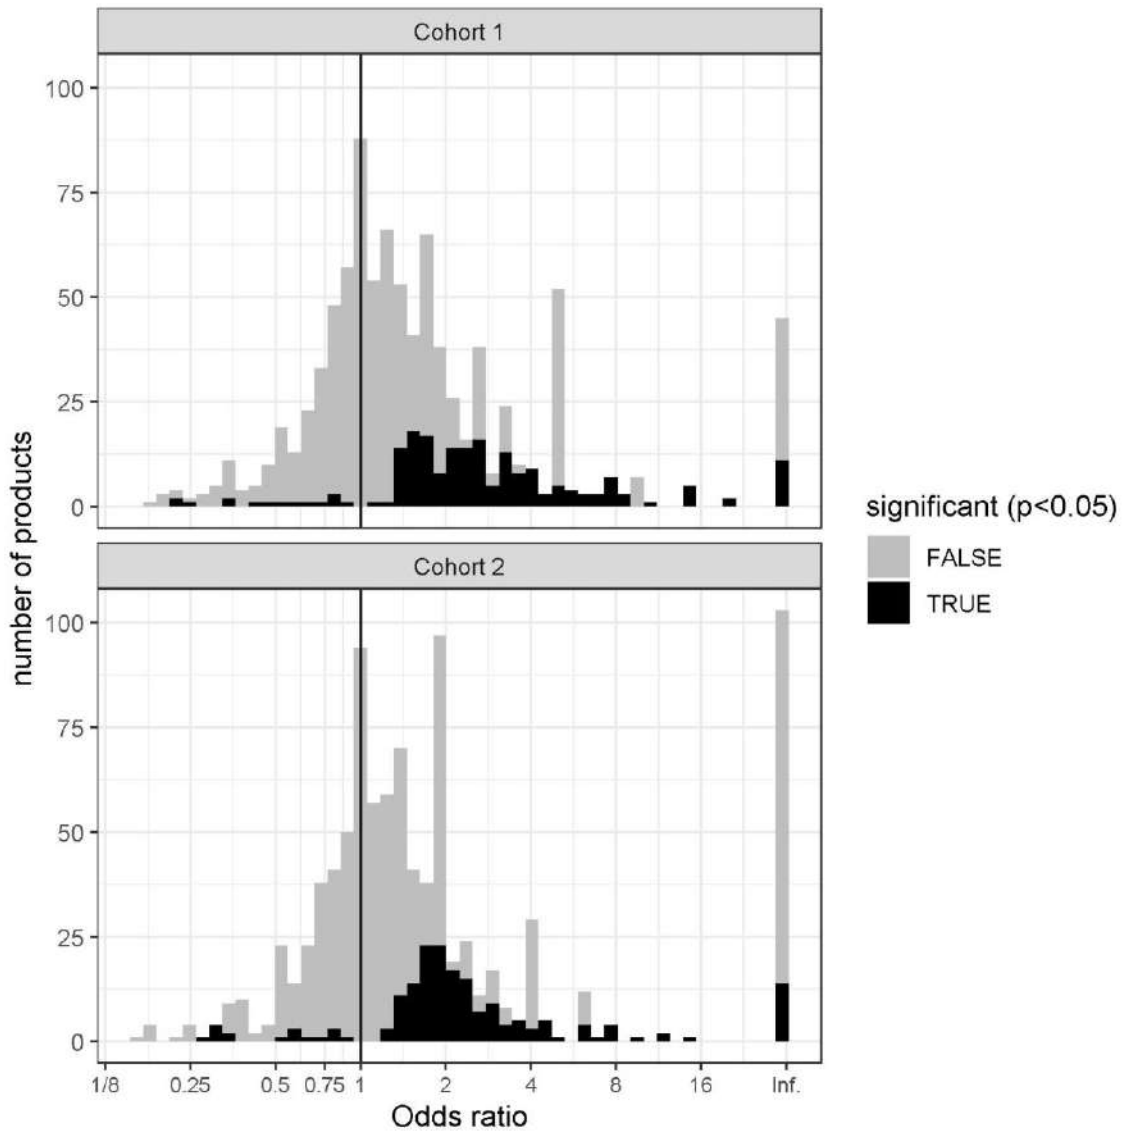 Cohort 1
100
75
50
25
0
number of products
Cohort 2
100
75
50
25
0
1/8 0.25 0.5 0.75 1 2 4 8 16 Inf.
Odds ratio
significant (p<0.05)
FALSE
TRUE